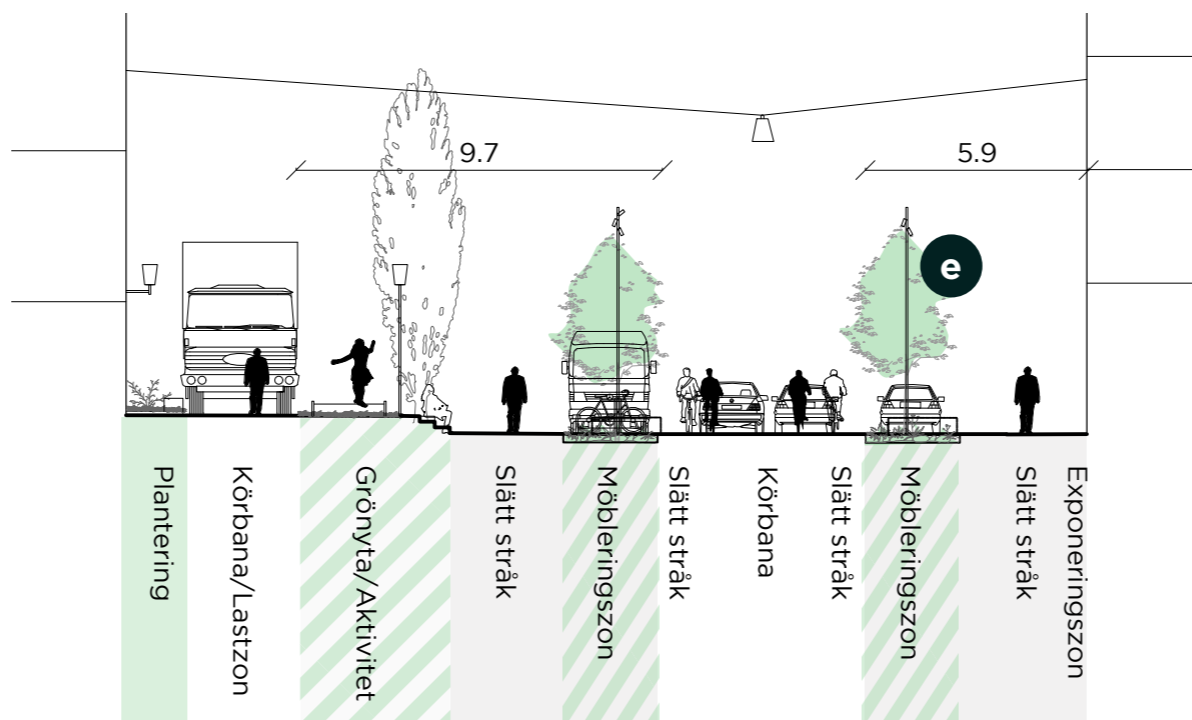 9.7
5.9
e
Plantering
Körbana/Lastzon
Grönyta/Aktivitet
Slätt stråk
Möbleringszon
Slätt stråk
Körbana
Slätt stråk
Möbleringszon
Slätt stråk
Exponeringszon